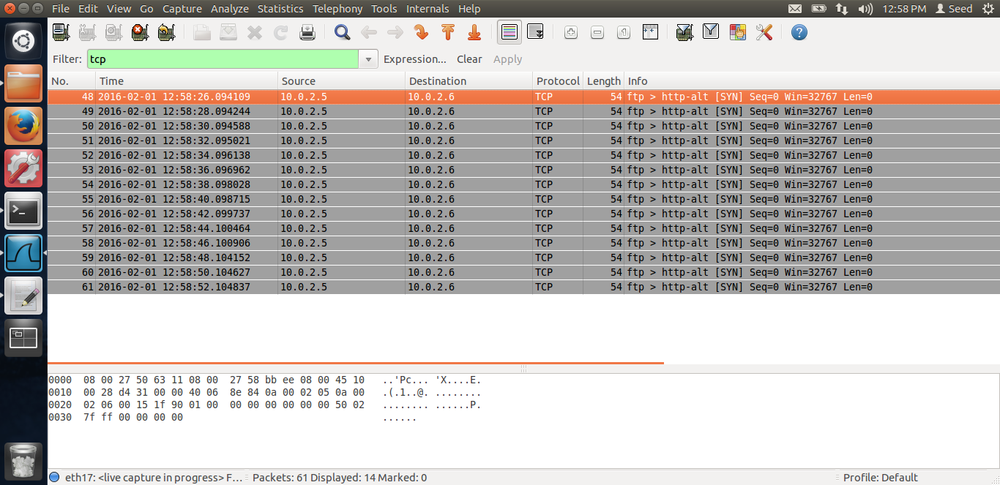 File Edit View Go Capture Analyze Statistics Telephony Tools Internals Help 12:58 PM Seed
Filter: tcp Expression... Clear Apply
No. Time Source Destination Protocol Length Info
48 2016-02-01 12:58:26.094109 10.0.2.5 10.0.2.6 TCP 54 ftp > http-alt [SYN] Seq=0 Win=32767 Len=0
49 2016-02-01 12:58:28.094244 10.0.2.5 10.0.2.6 TCP 54 ftp > http-alt [SYN] Seq=0 Win=32767 Len=0
50 2016-02-01 12:58:30.094588 10.0.2.5 10.0.2.6 TCP 54 ftp > http-alt [SYN] Seq=0 Win=32767 Len=0
51 2016-02-01 12:58:32.095021 10.0.2.5 10.0.2.6 TCP 54 ftp > http-alt [SYN] Seq=0 Win=32767 Len=0
52 2016-02-01 12:58:34.096138 10.0.2.5 10.0.2.6 TCP 54 ftp > http-alt [SYN] Seq=0 Win=32767 Len=0
53 2016-02-01 12:58:36.096962 10.0.2.5 10.0.2.6 TCP 54 ftp > http-alt [SYN] Seq=0 Win=32767 Len=0
54 2016-02-01 12:58:38.098028 10.0.2.5 10.0.2.6 TCP 54 ftp > http-alt [SYN] Seq=0 Win=32767 Len=0
55 2016-02-01 12:58:40.098715 10.0.2.5 10.0.2.6 TCP 54 ftp > http-alt [SYN] Seq=0 Win=32767 Len=0
56 2016-02-01 12:58:42.099737 10.0.2.5 10.0.2.6 TCP 54 ftp > http-alt [SYN] Seq=0 Win=32767 Len=0
57 2016-02-01 12:58:44.100464 10.0.2.5 10.0.2.6 TCP 54 ftp > http-alt [SYN] Seq=0 Win=32767 Len=0
58 2016-02-01 12:58:46.100906 10.0.2.5 10.0.2.6 TCP 54 ftp > http-alt [SYN] Seq=0 Win=32767 Len=0
59 2016-02-01 12:58:48.104152 10.0.2.5 10.0.2.6 TCP 54 ftp > http-alt [SYN] Seq=0 Win=32767 Len=0
60 2016-02-01 12:58:50.104627 10.0.2.5 10.0.2.6 TCP 54 ftp > http-alt [SYN] Seq=0 Win=32767 Len=0
61 2016-02-01 12:58:52.104837 10.0.2.5 10.0.2.6 TCP 54 ftp > http-alt [SYN] Seq=0 Win=32767 Len=0
0000 08 00 27 50 63 11 08 00 27 58 bb ee 08 00 45 10 ..'Pc... 'X....E.
0010 00 28 d4 31 00 00 40 06 8e 84 0a 00 02 05 0a 00 .(.1..@. ........
0020 02 06 00 15 1f 90 01 00 00 00 00 00 00 00 50 02 ........ ......P.
0030 7f ff 00 00 00 00 ......
eth17: <live capture in progress> F... Packets: 61 Displayed: 14 Marked: 0 Profile: Default